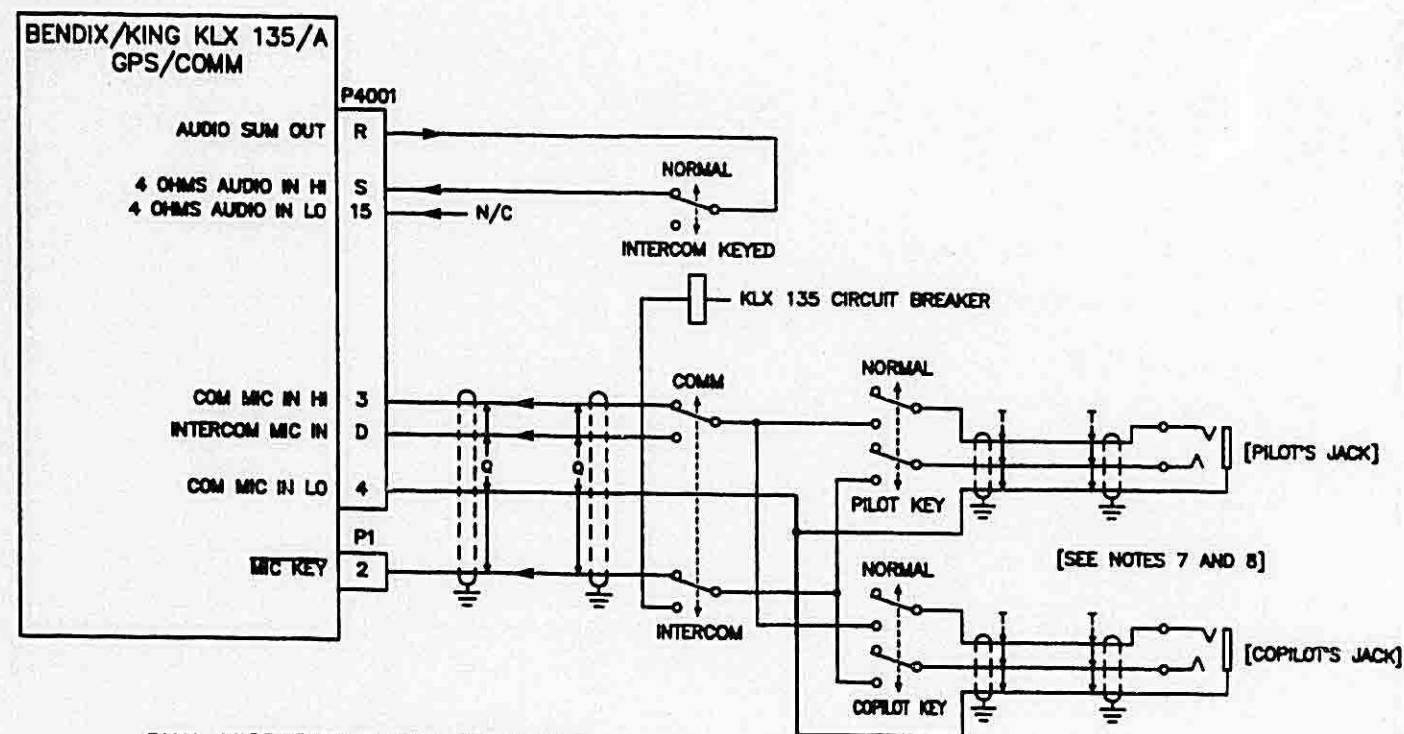 BENDIX/KING KLX 135/A
GPS/COMM
P4001
AUDIO SUM OUT R
4 OHMS AUDIO IN HI S
4 OHMS AUDIO IN LO 15 N/C
NORMAL
INTERCOM KEYED
KLX 135 CIRCUIT BREAKER
COM MIC IN HI 3
INTERCOM MIC IN D
COM MIC IN LO 4
P1
MIC KEY 2
COMM
INTERCOM
NORMAL
PILOT KEY
[PILOT'S JACK]
[SEE NOTES 7 AND 8]
NORMAL
COPILOT KEY
[COPILOT'S JACK]